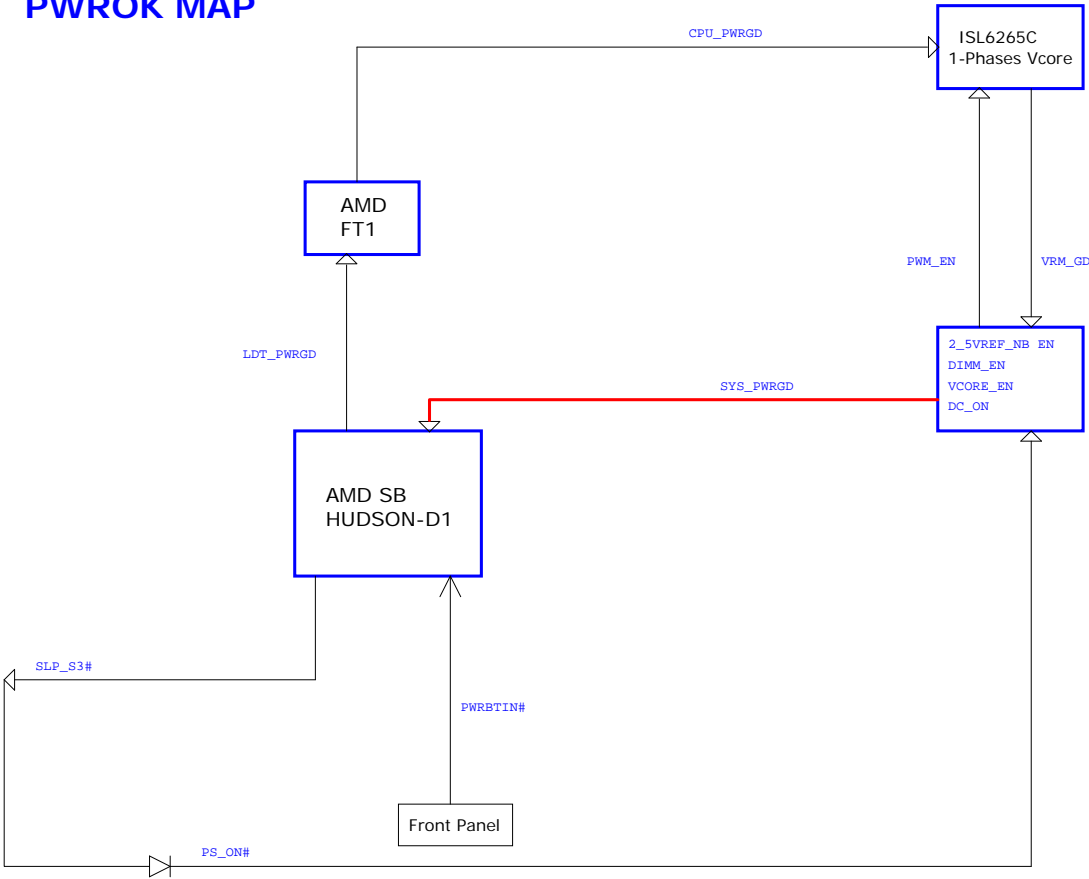 PWROK MAP
CPU_PWRGD
ISL6265C
1-Phases Vcore
AMD
FT1
PWM_EN
VRM_GD
LDT_PWRGD
2_5VREF_NB EN
DIMM_EN
VCORE_EN
DC_ON
SYS_PWRGD
AMD SB
HUDSON-D1
SLP_S3#
PWRBTIN#
Front Panel
PS_ON#